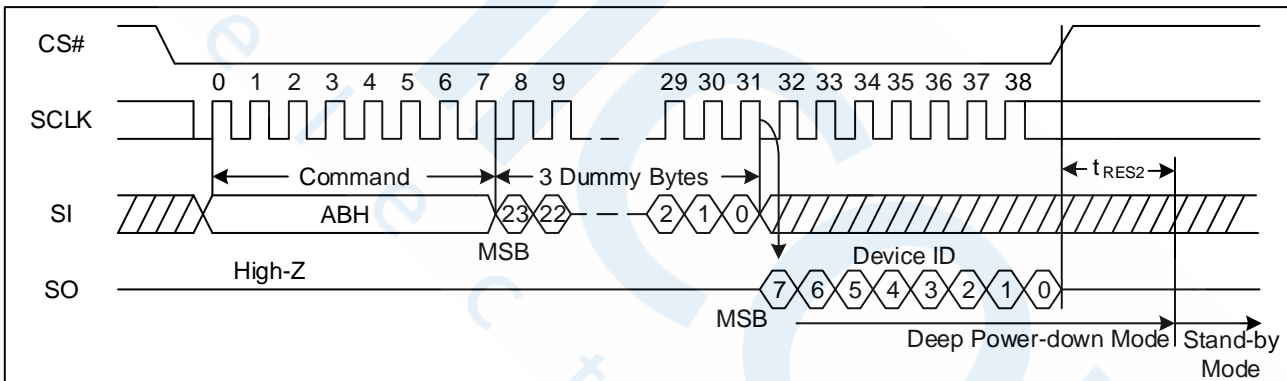 CS#
0 1 2 3 4 5 6 7 8 9 29 30 31 32 33 34 35 36 37 38
SCLK
Command 3 Dummy Bytes tRES2
SI ABH 23 22 2 1 0
MSB
High-Z Device ID
SO 7 6 5 4 3 2 1 0
MSB
Deep Power-down Mode Stand-by
Mode